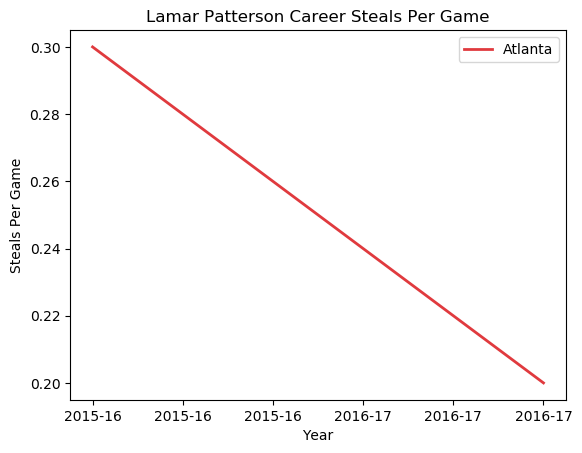 Lamar Patterson Career Steals Per Game
Atlanta
Steals Per Game
0.30
0.28
0.26
0.24
0.22
0.20
2015-16 2015-16 2015-16 2016-17 2016-17 2016-17
Year